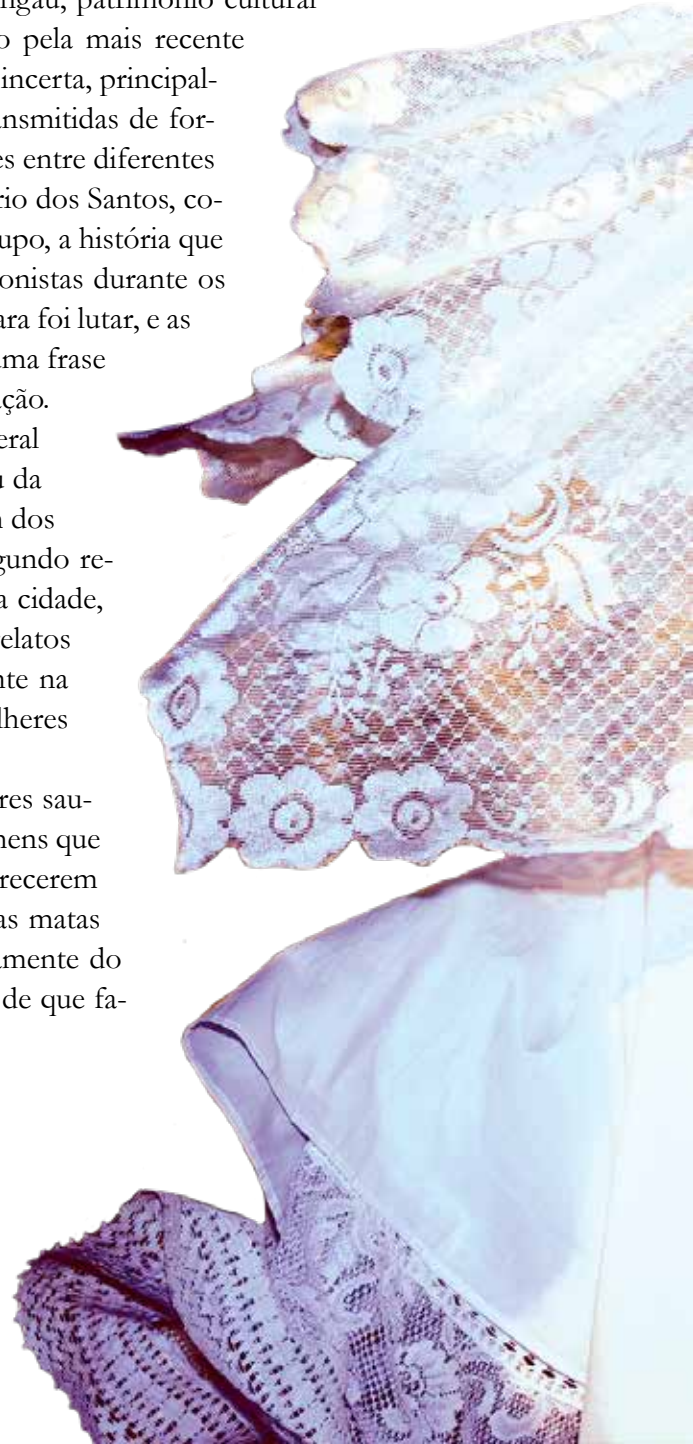 ngau, patrimônio cultural
o pela mais recente
incerta, principal-
ansmitidas de for-
es entre diferentes
rio dos Santos, co-
upo, a história que
onistas durante os
ara foi lutar, e as
uma frase
ção.
eral
u da
n dos
gundo re-
a cidade,
elatos
nte na
lheres
res sau-
mens que
recerem
as matas
amente do
de que fa-